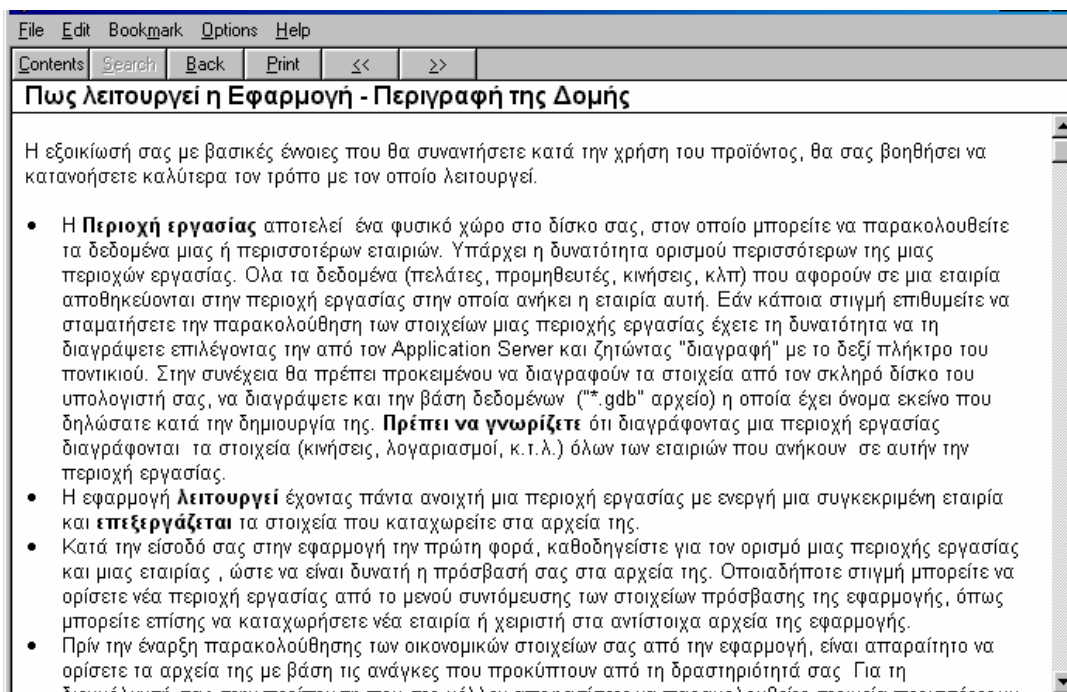 File Edit Bookmark Options Help
Contents Search Back Print << >>
Πως λειτουργεί η Εφαρμογή - Περιγραφή της Δομής
Η εξοικίωσή σας με βασικές έννοιες που θα συναντήσετε κατά την χρήση του προϊόντος, θα σας βοηθήσει να
κατανοήσετε καλύτερα τον τρόπο με τον οποίο λειτουργεί.
• Η Περιοχή εργασίας αποτελεί ένα φυσικό χώρο στο δίσκο σας, στον οποίο μπορείτε να παρακολουθείτε
τα δεδομένα μιας ή περισσοτέρων εταιριών. Υπάρχει η δυνατότητα ορισμού περισσότερων της μιας
περιοχών εργασίας. Ολα τα δεδομένα (πελάτες, προμηθευτές, κινήσεις, κλπ) που αφορούν σε μια εταιρία
αποθηκεύονται στην περιοχή εργασίας στην οποία ανήκει η εταιρία αυτή. Εάν κάποια στιγμή επιθυμείτε να
σταματήσετε την παρακολούθηση των στοιχείων μιας περιοχής εργασίας έχετε τη δυνατότητα να τη
διαγράψετε επιλέγοντας την από τον Application Server και ζητώντας "διαγραφή" με το δεξί πλήκτρο του
ποντικιού. Στην συνέχεια θα πρέπει προκειμένου να διαγραφούν τα στοιχεία από τον σκληρό δίσκο του
υπολογιστή σας, να διαγράψετε και την βάση δεδομένων ("*.gdb" αρχείο) η οποία έχει όνομα εκείνο που
δηλώσατε κατά την δημιουργία της. Πρέπει να γνωρίζετε ότι διαγράφοντας μια περιοχή εργασίας
διαγράφονται τα στοιχεία (κινήσεις, λογαριασμοί, κ.τ.λ.) όλων των εταιριών που ανήκουν σε αυτήν την
περιοχή εργασίας.
• Η εφαρμογή λειτουργεί έχοντας πάντα ανοιχτή μια περιοχή εργασίας με ενεργή μια συγκεκριμένη εταιρία
και επεξεργάζεται τα στοιχεία που καταχωρείτε στα αρχεία της.
• Κατά την είσοδό σας στην εφαρμογή την πρώτη φορά, καθοδηγείστε για τον ορισμό μιας περιοχής εργασίας
και μιας εταιρίας , ώστε να είναι δυνατή η πρόσβασή σας στα αρχεία της. Οποιαδήποτε στιγμή μπορείτε να
ορίσετε νέα περιοχή εργασίας από το μενού συντόμευσης των στοιχείων πρόσβασης της εφαρμογής, όπως
μπορείτε επίσης να καταχωρήσετε νέα εταιρία ή χειριστή στα αντίστοιχα αρχεία της εφαρμογής.
• Πρίν την έναρξη παρακολούθησης των οικονομικών στοιχείων σας από την εφαρμογή, είναι απαραίτητο να
ορίσετε τα αρχεία της με βάση τις ανάγκες που προκύπτουν από τη δραστηριότητά σας Για τη